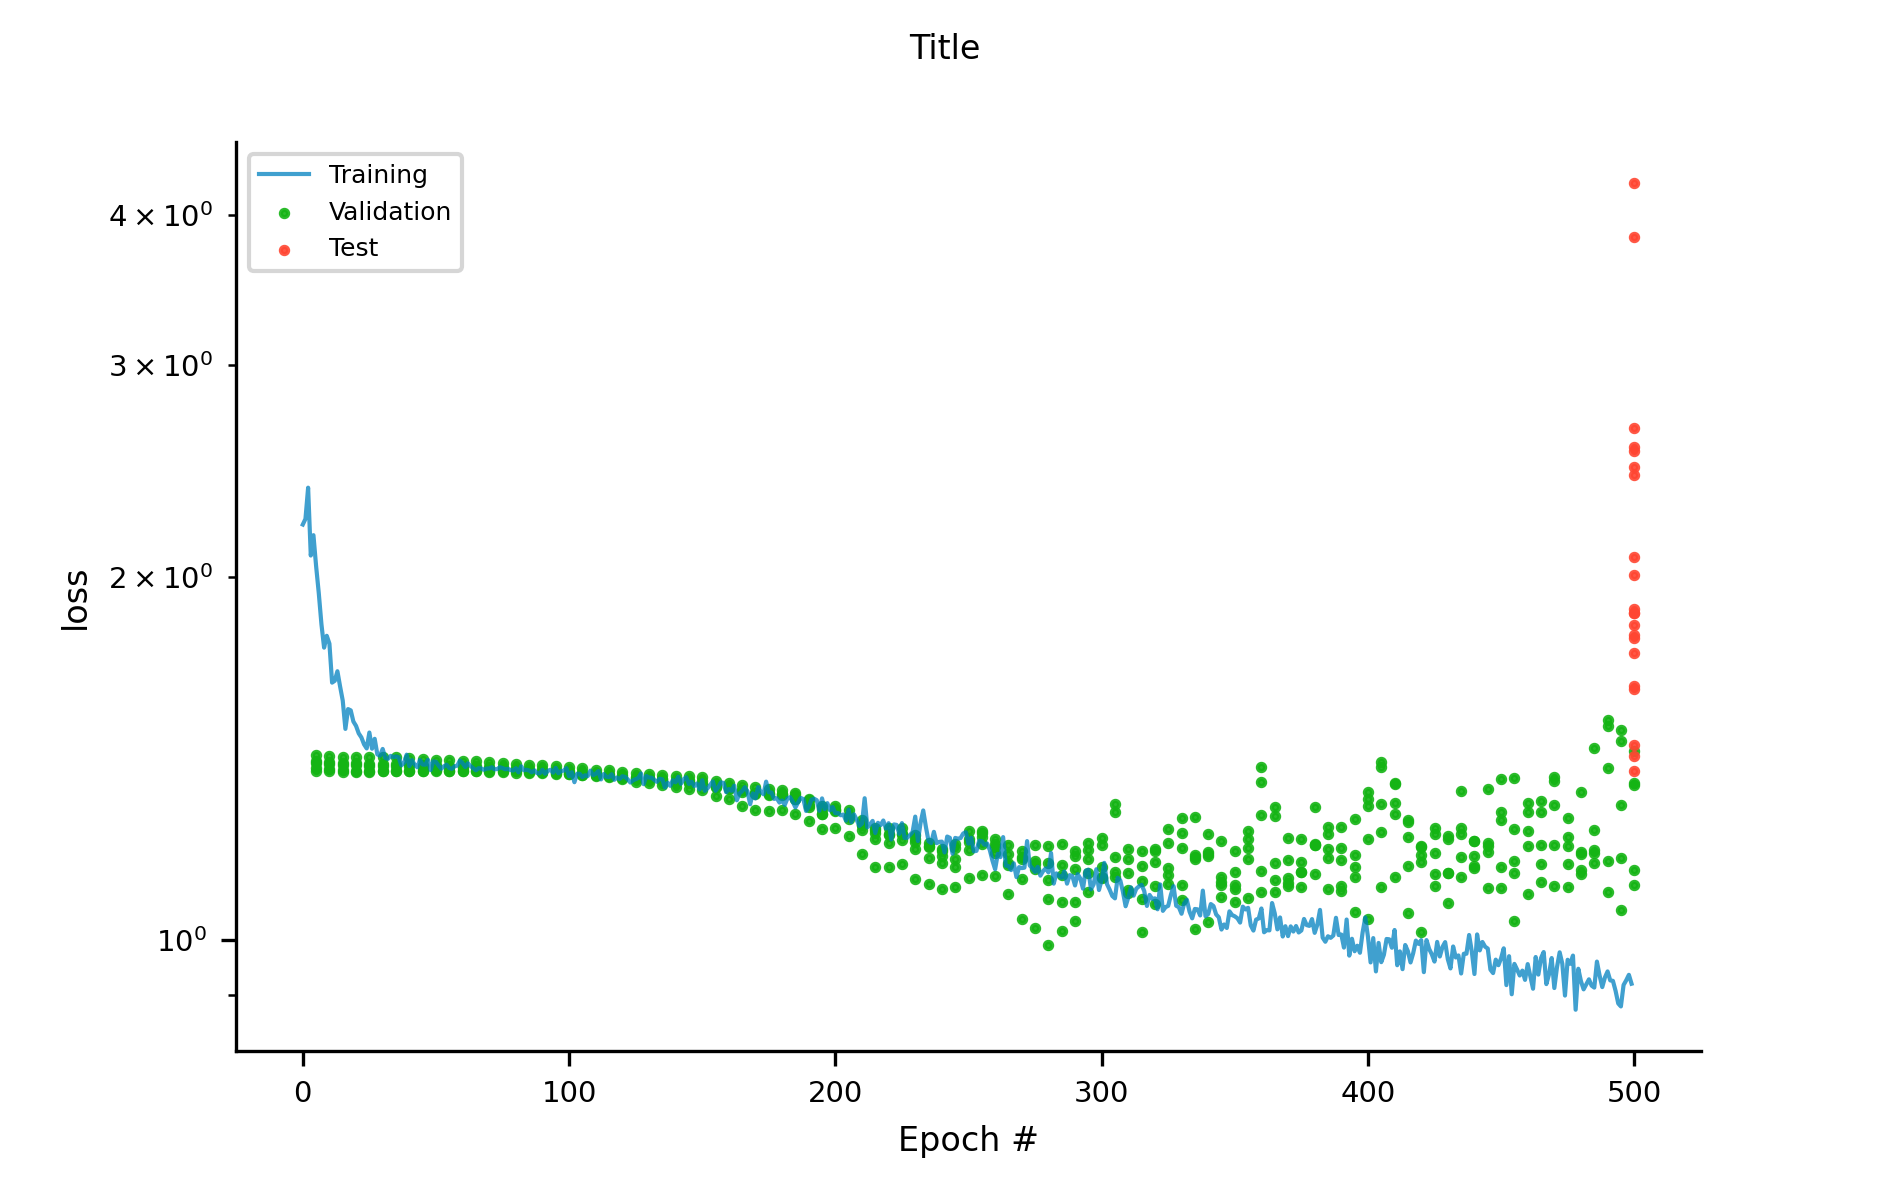 Title
Training
Validation
Test
4 × 10⁰
3 × 10⁰
2 × 10⁰
10⁰
loss
0 100 200 300 400 500
Epoch #